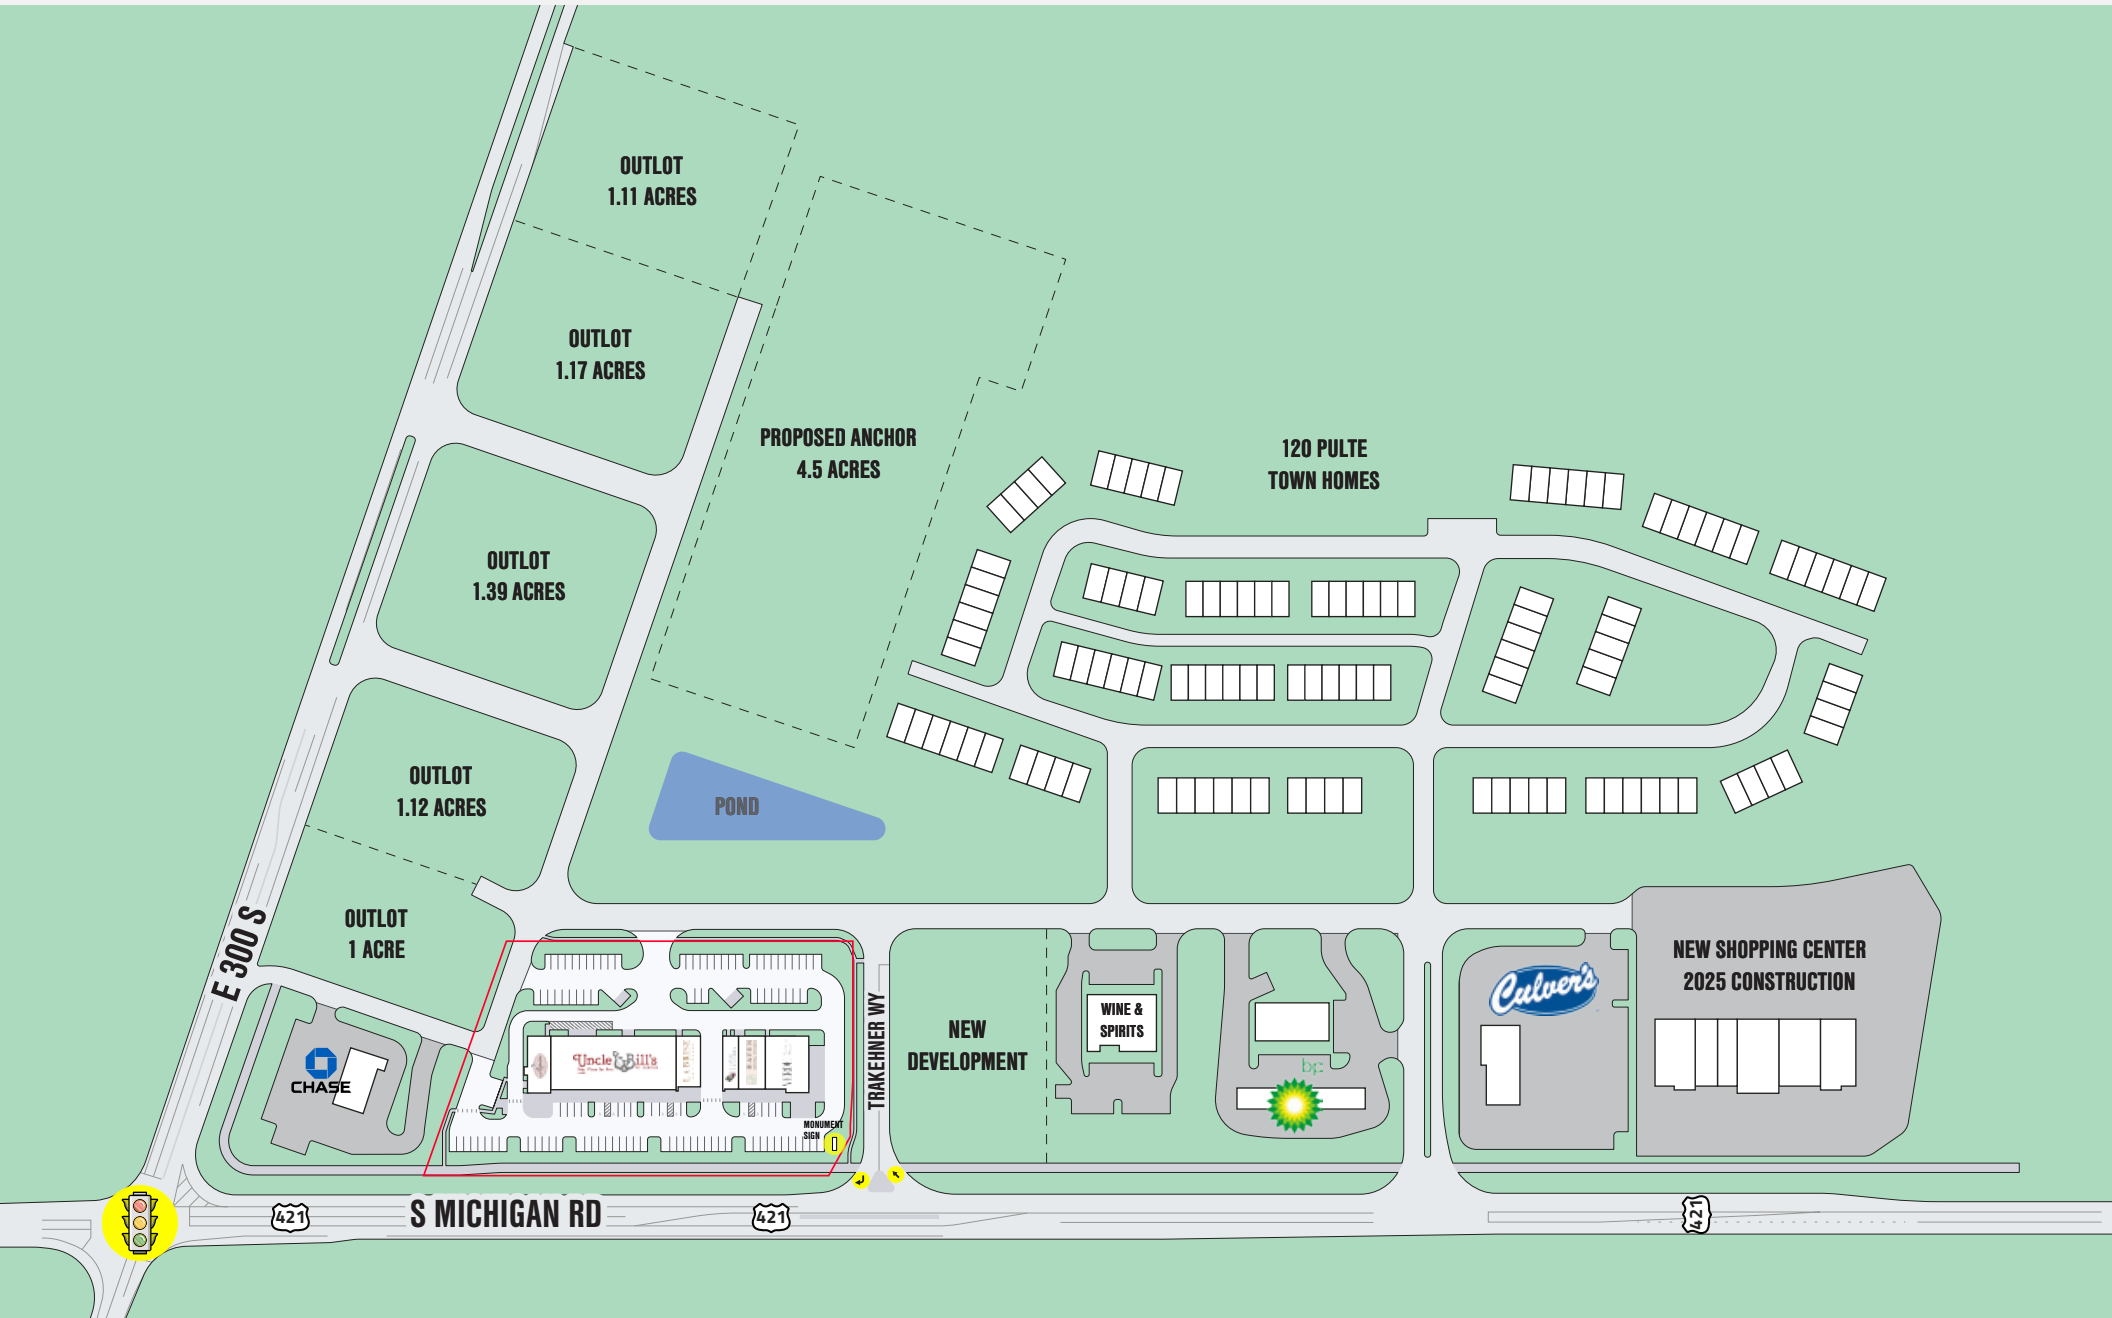 OUTLOT
1.11 ACRES
OUTLOT
1.17 ACRES
PROPOSED ANCHOR
4.5 ACRES
120 PULTE
TOWN HOMES
OUTLOT
1.39 ACRES
OUTLOT
1.12 ACRES
POND
OUTLOT
1 ACRE
E 300 S
NEW SHOPPING CENTER
2025 CONSTRUCTION
Culver's
WINE &
SPIRITS
NEW
DEVELOPMENT
TRAKEHNER WY
Uncle Bill's
bp
CHASE
MONUMENT
SIGN
S MICHIGAN RD
421
421
421